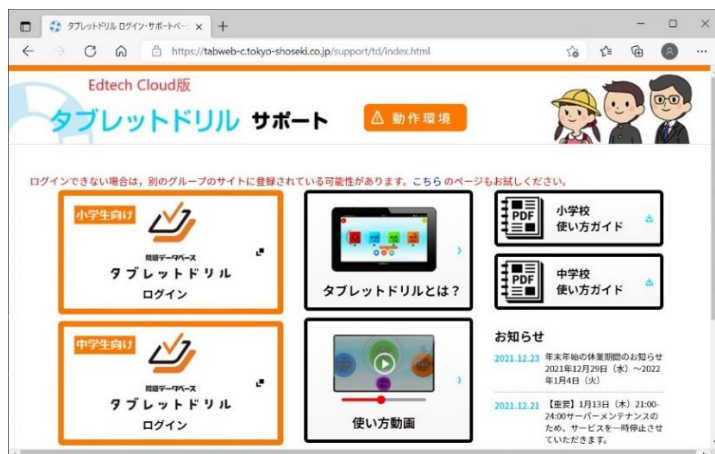 タブレットドリル ログイン・サポートペー
https://tabweb-c.tokyo-shoseki.co.jp/support/td/index.html
Edtech Cloud版
タブレットドリル サポート
動作環境
ログインできない場合は，別のグループのサイトに登録されている可能性があります。こちら のページもお試しください。
小学生向け
問題データベース
タブレットドリル
ログイン
タブレットドリルとは？
PDF
小学校
使い方ガイド
PDF
中学校
使い方ガイド
中学生向け
問題データベース
タブレットドリル
ログイン
使い方動画
お知らせ
2021.12.23 年末年始の休業期間のお知らせ
2021年12月29日（水）～2022
年1月4日（火）
2021.12.21 【重要】1月13日（木）21:00-
24:00サーバーメンテナンスの
ため、サービスを一時停止させ
ていただきます。